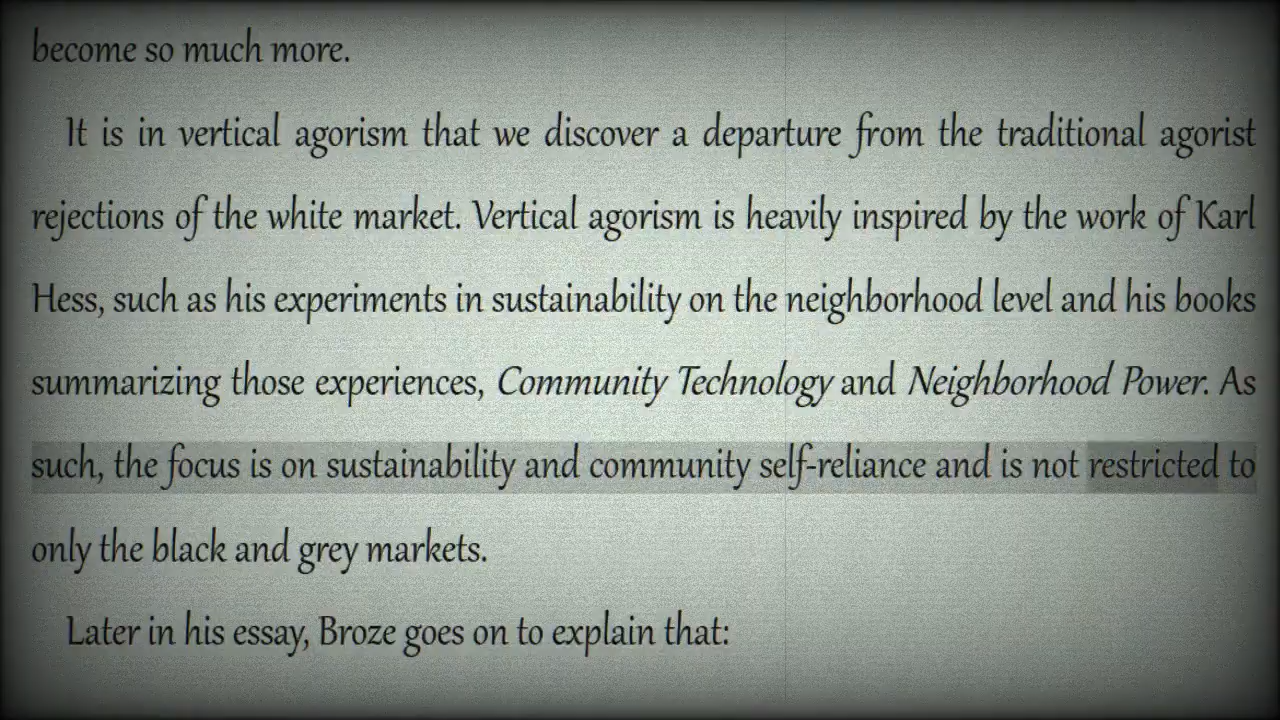 become so much more.
It is in vertical agorism that we discover a departure from the traditional agorist
rejections of the white market. Vertical agorism is heavily inspired by the work of Karl
Hess, such as his experiments in sustainability on the neighborhood level and his books
summarizing those experiences, Community Technology and Neighborhood Power. As
such, the focus is on sustainability and community self-reliance and is not restricted to
only the black and grey markets.
Later in his essay, Broze goes on to explain that: